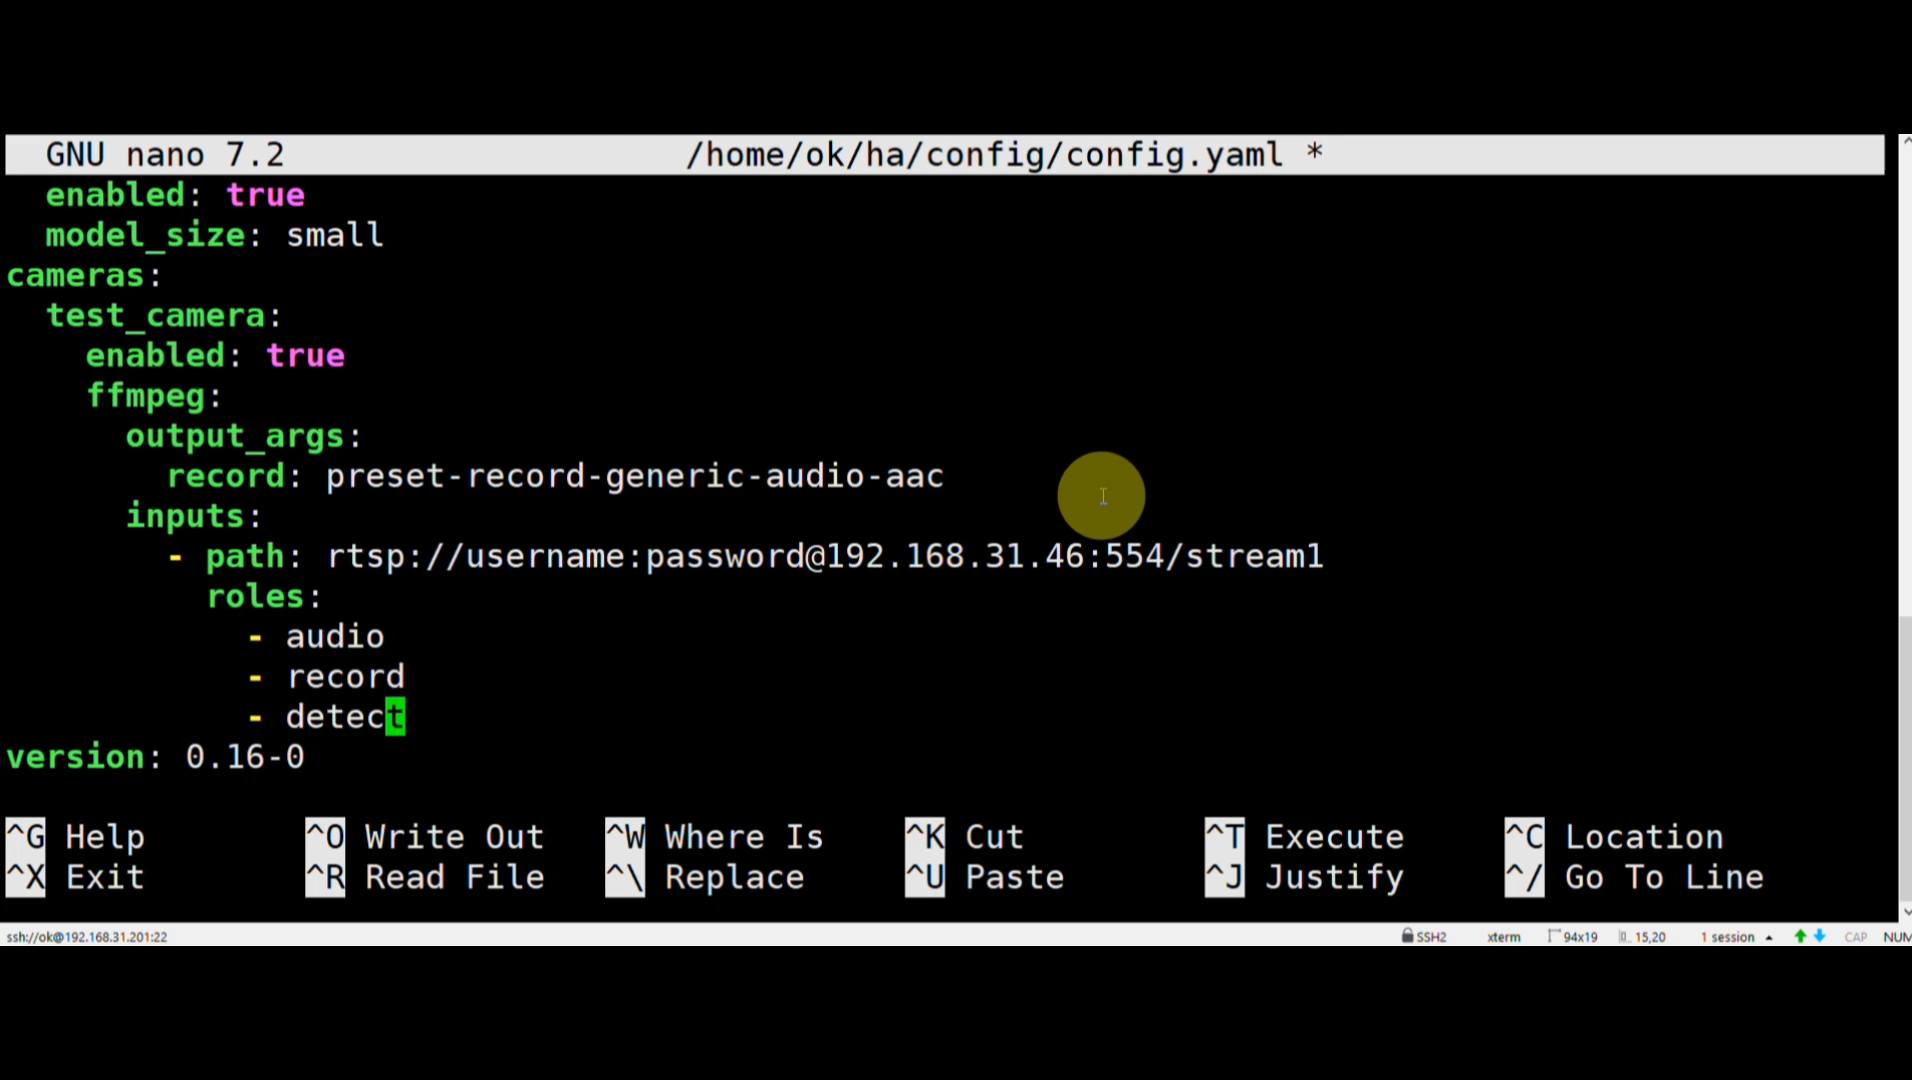 GNU nano 7.2 /home/ok/ha/config/config.yaml *
enabled: true
model_size: small
cameras:
test_camera:
enabled: true
ffmpeg:
output_args:
record: preset-record-generic-audio-aac
inputs:
- path: rtsp://username:password@192.168.31.46:554/stream1
roles:
- audio
- record
- detect
version: 0.16-0
^G Help ^O Write Out ^W Where Is ^K Cut ^T Execute ^C Location
^X Exit ^R Read File ^\ Replace ^U Paste ^J Justify ^/ Go To Line
ssh://ok@192.168.31.201:22 SSH2 xterm 94x19 15,20 1 session CAP NUM